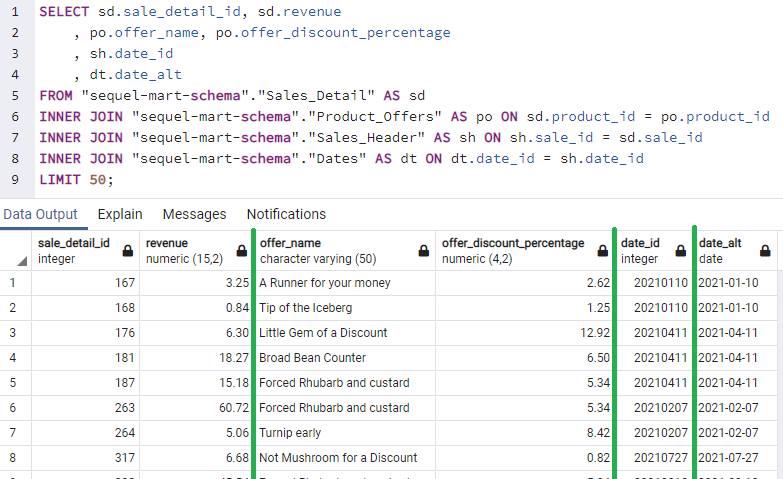 1 SELECT sd.sale_detail_id, sd.revenue
2 , po.offer_name, po.offer_discount_percentage
3 , sh.date_id
4 , dt.date_alt
5 FROM "sequel-mart-schema"."Sales_Detail" AS sd
6 INNER JOIN "sequel-mart-schema"."Product_Offers" AS po ON sd.product_id = po.product_id
7 INNER JOIN "sequel-mart-schema"."Sales_Header" AS sh ON sh.sale_id = sd.sale_id
8 INNER JOIN "sequel-mart-schema"."Dates" AS dt ON dt.date_id = sh.date_id
9 LIMIT 50;
Data Output Explain Messages Notifications
sale_detail_id revenue offer_name offer_discount_percentage date_id date_alt
integer numeric (15,2) character varying (50) numeric (4,2) integer date
1 167 3.25 A Runner for your money 2.62 20210110 2021-01-10
2 168 0.84 Tip of the Iceberg 1.25 20210110 2021-01-10
3 176 6.30 Little Gem of a Discount 12.92 20210411 2021-04-11
4 181 18.27 Broad Bean Counter 6.50 20210411 2021-04-11
5 187 15.18 Forced Rhubarb and custard 5.34 20210411 2021-04-11
6 263 60.72 Forced Rhubarb and custard 5.34 20210207 2021-02-07
7 264 5.06 Turnip early 8.42 20210207 2021-02-07
8 317 6.68 Not Mushroom for a Discount 0.82 20210727 2021-07-27